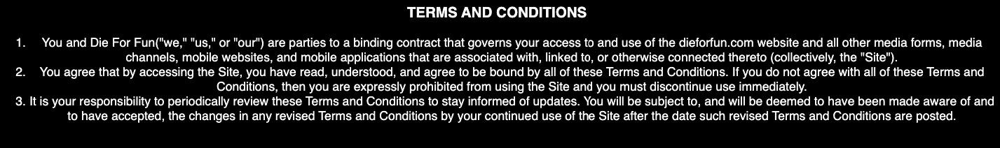 TERMS AND CONDITIONS
1. You and Die For Fun("we," "us," or "our") are parties to a binding contract that governs your access to and use of the dieforfun.com website and all other media forms, media
channels, mobile websites, and mobile applications that are associated with, linked to, or otherwise connected thereto (collectively, the "Site").
2. You agree that by accessing the Site, you have read, understood, and agree to be bound by all of these Terms and Conditions. If you do not agree with all of these Terms and
Conditions, then you are expressly prohibited from using the Site and you must discontinue use immediately.
3. It is your responsibility to periodically review these Terms and Conditions to stay informed of updates. You will be subject to, and will be deemed to have been made aware of and
to have accepted, the changes in any revised Terms and Conditions by your continued use of the Site after the date such revised Terms and Conditions are posted.